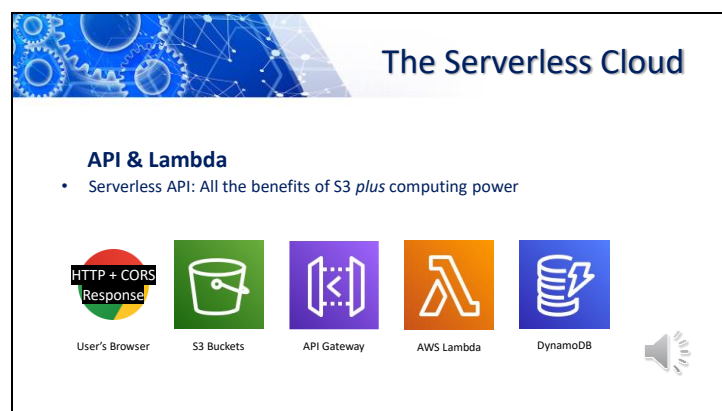 The Serverless Cloud
API & Lambda
• Serverless API: All the benefits of S3 plus computing power
HTTP + CORS
Response
User's Browser
S3 Buckets
API Gateway
AWS Lambda
DynamoDB